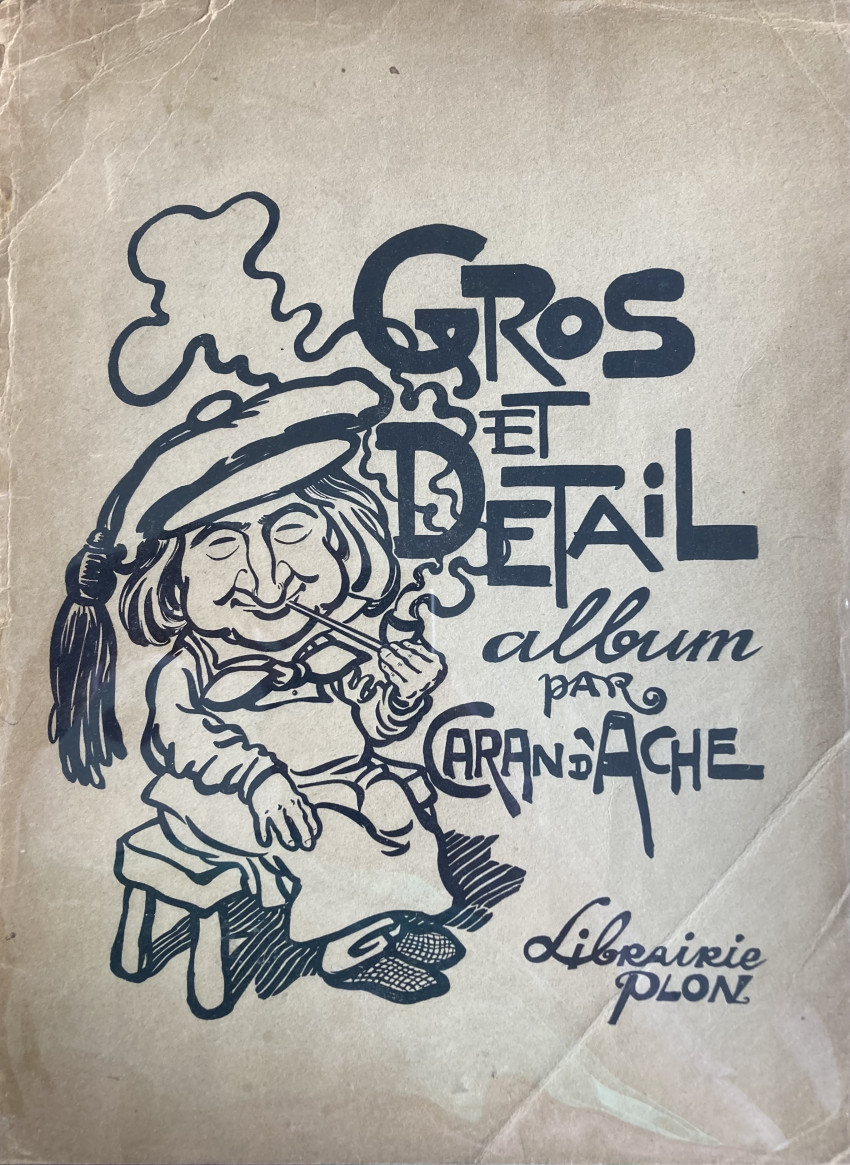 GROS
ET
DETAIL
album
PAR
CARAN D'ACHE
Librairie
PLON